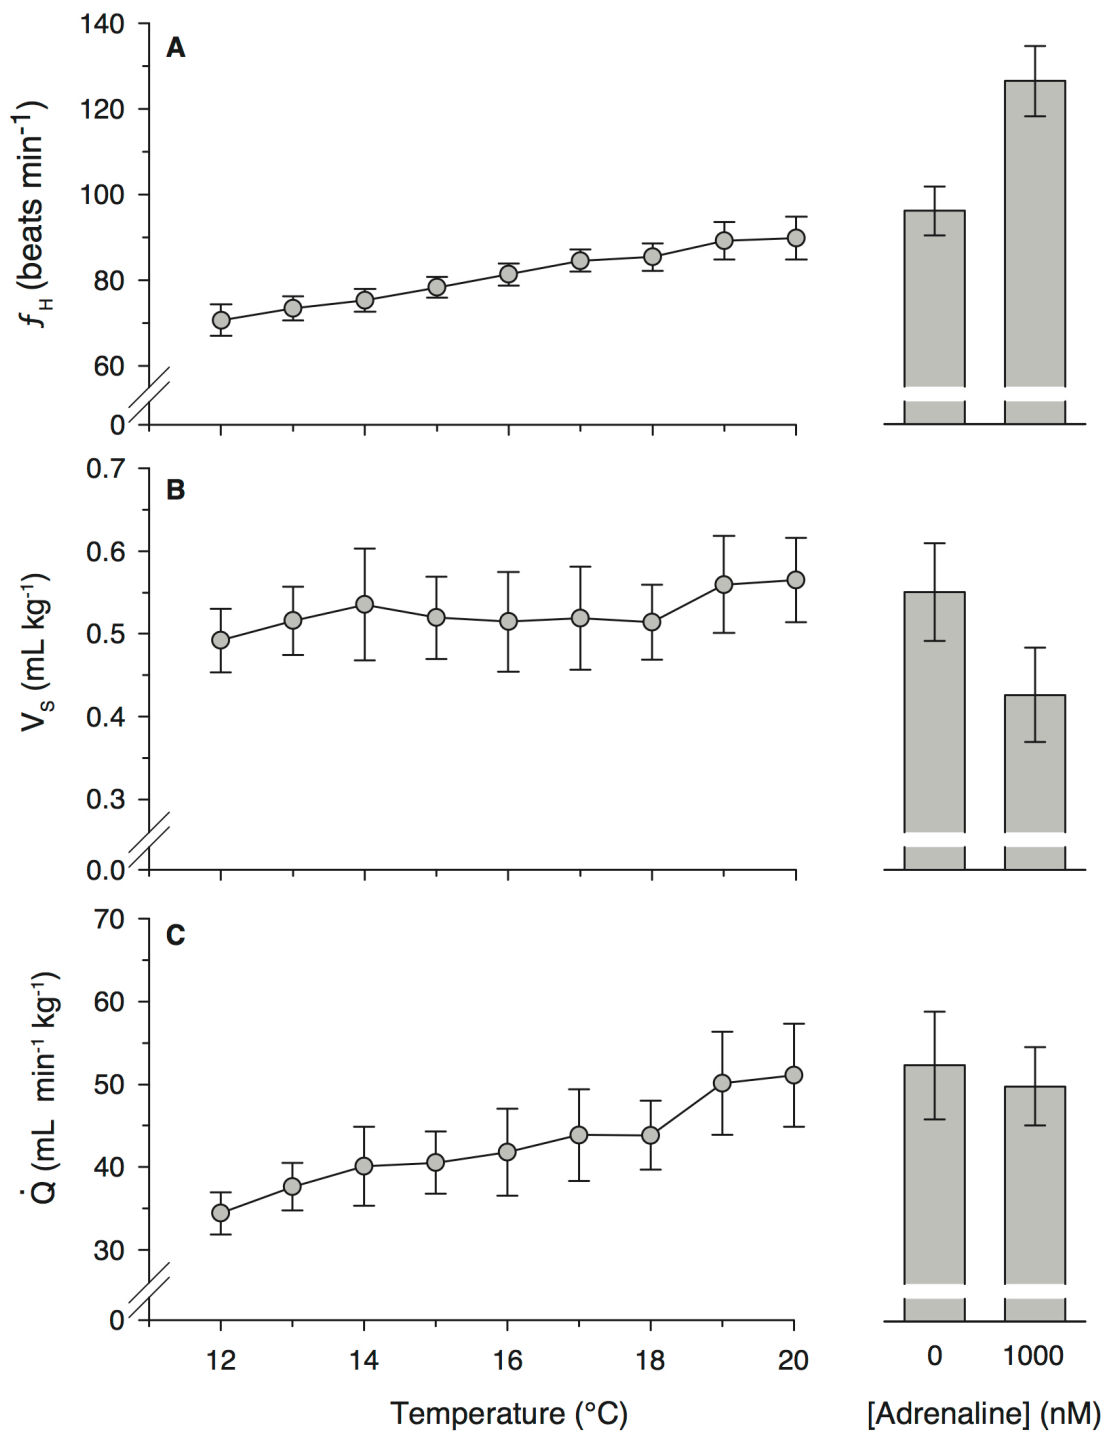 A
140
120
100
80
60
0
fH (beats min-1)
B
0.7
0.6
0.5
0.4
0.3
0.0
VS (mL kg-1)
C
70
60
50
40
30
0
Q̇ (mL min-1 kg-1)
12 14 16 18 20 0 1000
Temperature (°C) [Adrenaline] (nM)